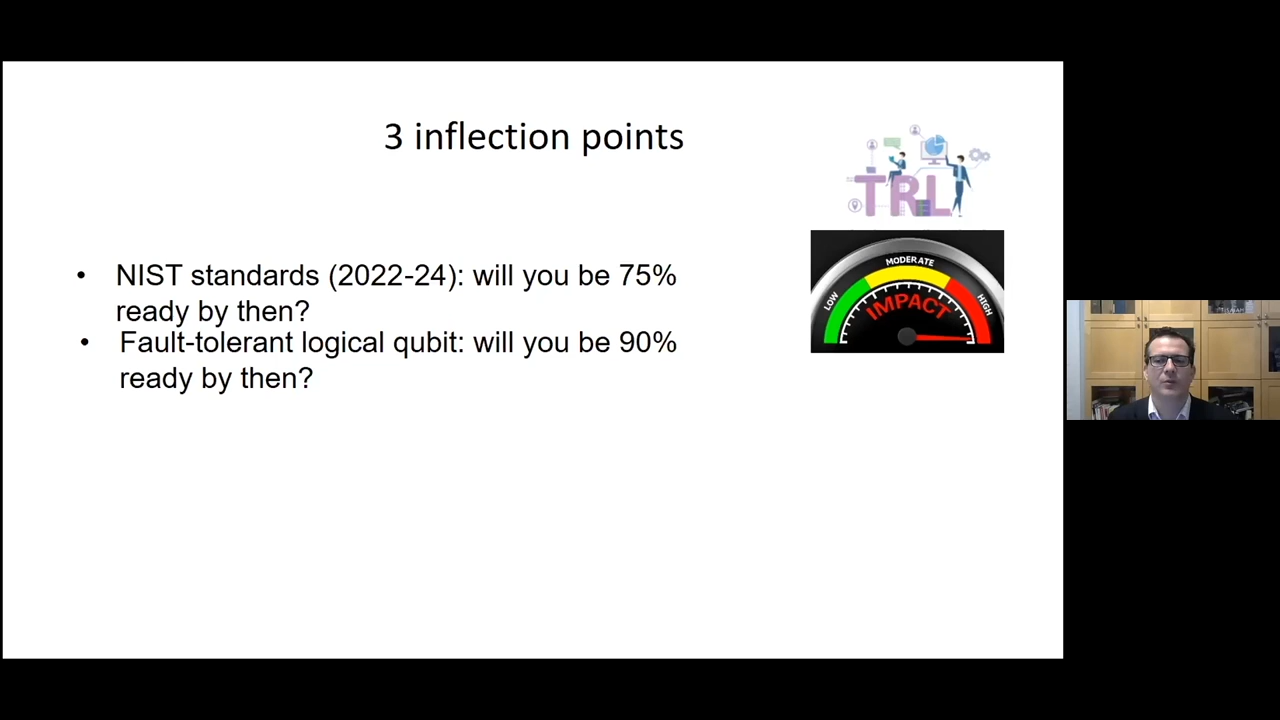 3 inflection points
TRL
• NIST standards (2022-24): will you be 75%
ready by then?
• Fault-tolerant logical qubit: will you be 90%
ready by then?
LOW
MODERATE
HIGH
IMPACT